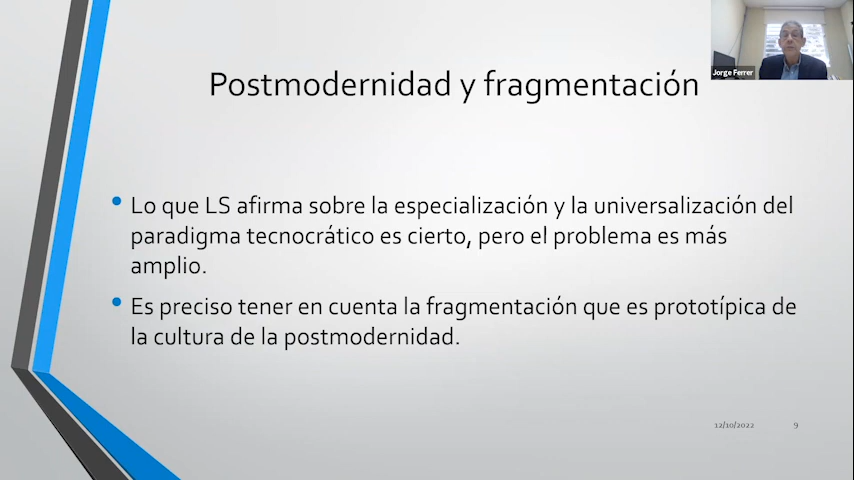 Jorge Ferrer
Postmodernidad y fragmentación
• Lo que LS afirma sobre la especialización y la universalización del
paradigma tecnocrático es cierto, pero el problema es más
amplio.
• Es preciso tener en cuenta la fragmentación que es prototípica de
la cultura de la postmodernidad.
12/10/2022 9